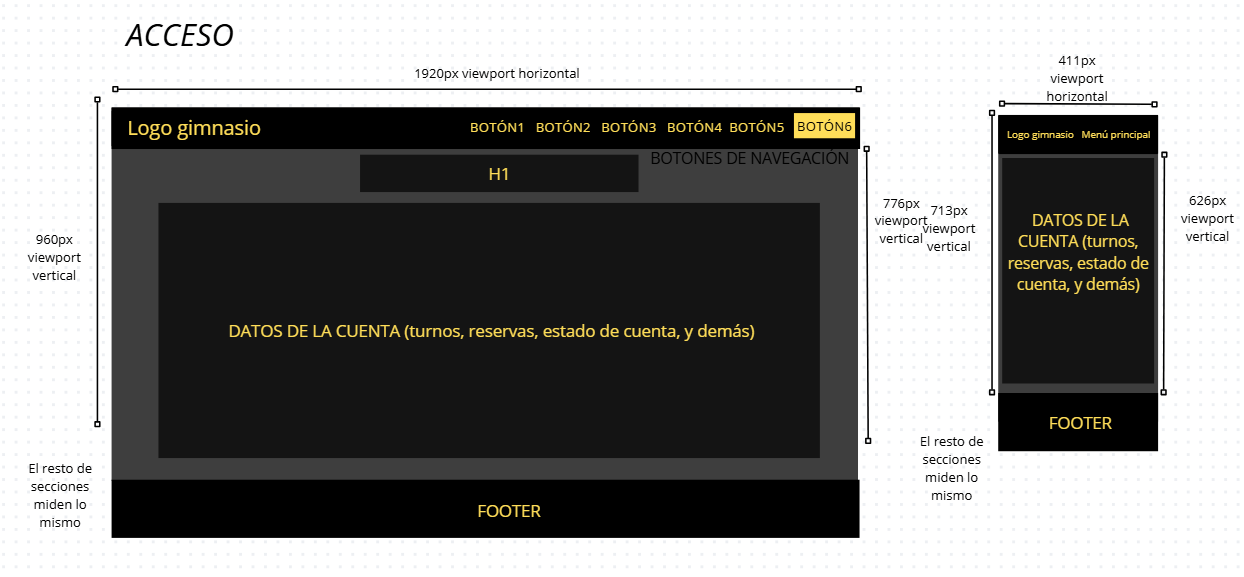 ACCESO
1920px viewport horizontal
Logo gimnasio
BOTÓN1 BOTÓN2 BOTÓN3 BOTÓN4 BOTÓN5 BOTÓN6
BOTONES DE NAVEGACIÓN
H1
960px
viewport
vertical
DATOS DE LA CUENTA (turnos, reservas, estado de cuenta, y demás)
776px
viewport
vertical
El resto de
secciones
miden lo
mismo
FOOTER
411px
viewport
horizontal
Logo gimnasio Menú principal
713px
viewport
vertical
DATOS DE LA
CUENTA (turnos,
reservas, estado de
cuenta, y demás)
626px
viewport
vertical
El resto de
secciones
miden lo
mismo
FOOTER